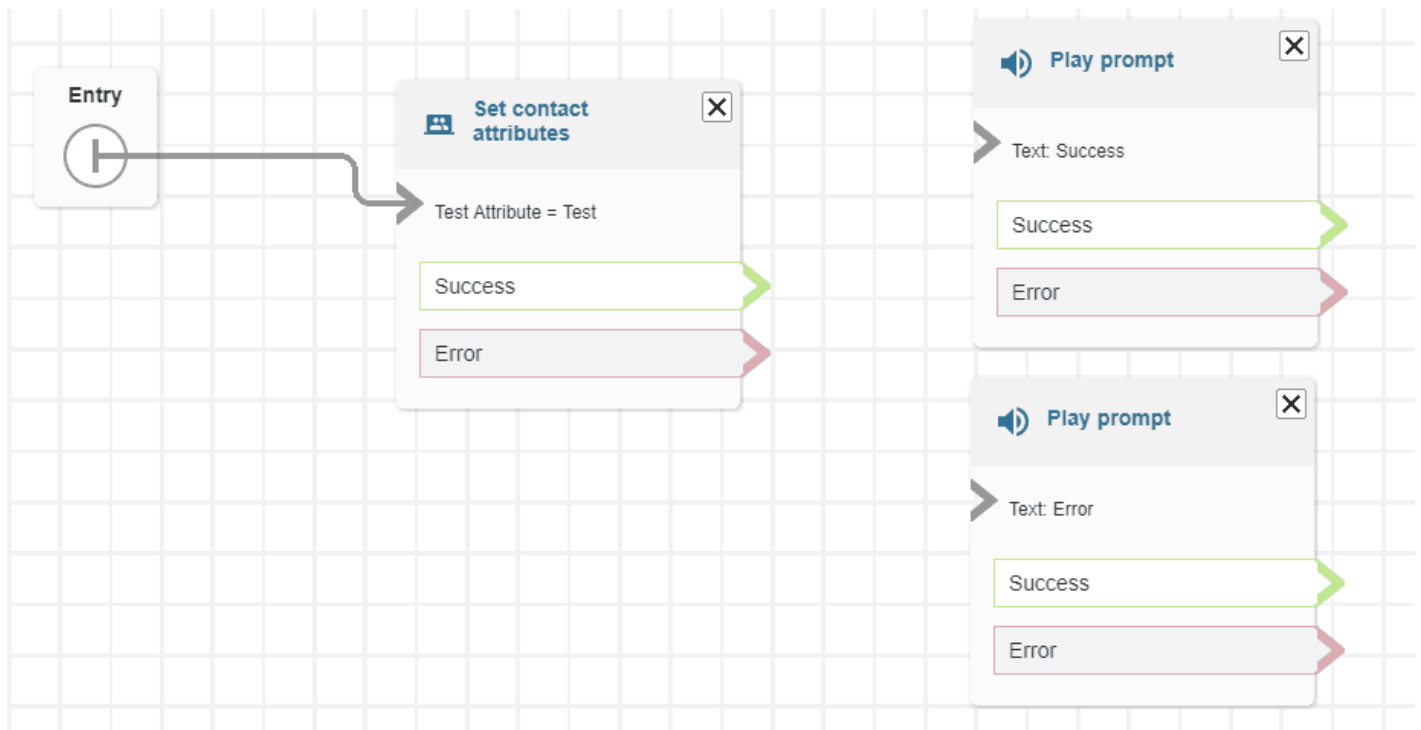 Entry
Set contact
attributes
Test Attribute = Test
Success
Error
Play prompt
Text: Success
Success
Error
Play prompt
Text: Error
Success
Error